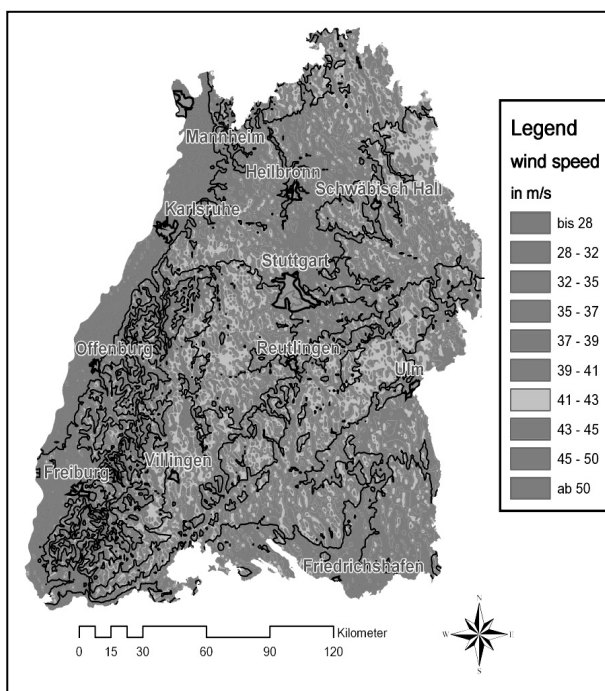 Mannheim
Heilbronn
Schwäbisch Hall
Karlsruhe
Stuttgart
Offenburg
Reutlingen
Ulm
Villingen
Freiburg
Friedrichshafen
Legend
wind speed
in m/s
bis 28
28 - 32
32 - 35
35 - 37
37 - 39
39 - 41
41 - 43
43 - 45
45 - 50
ab 50
Kilometer
0 15 30 60 90 120
N
W E
S